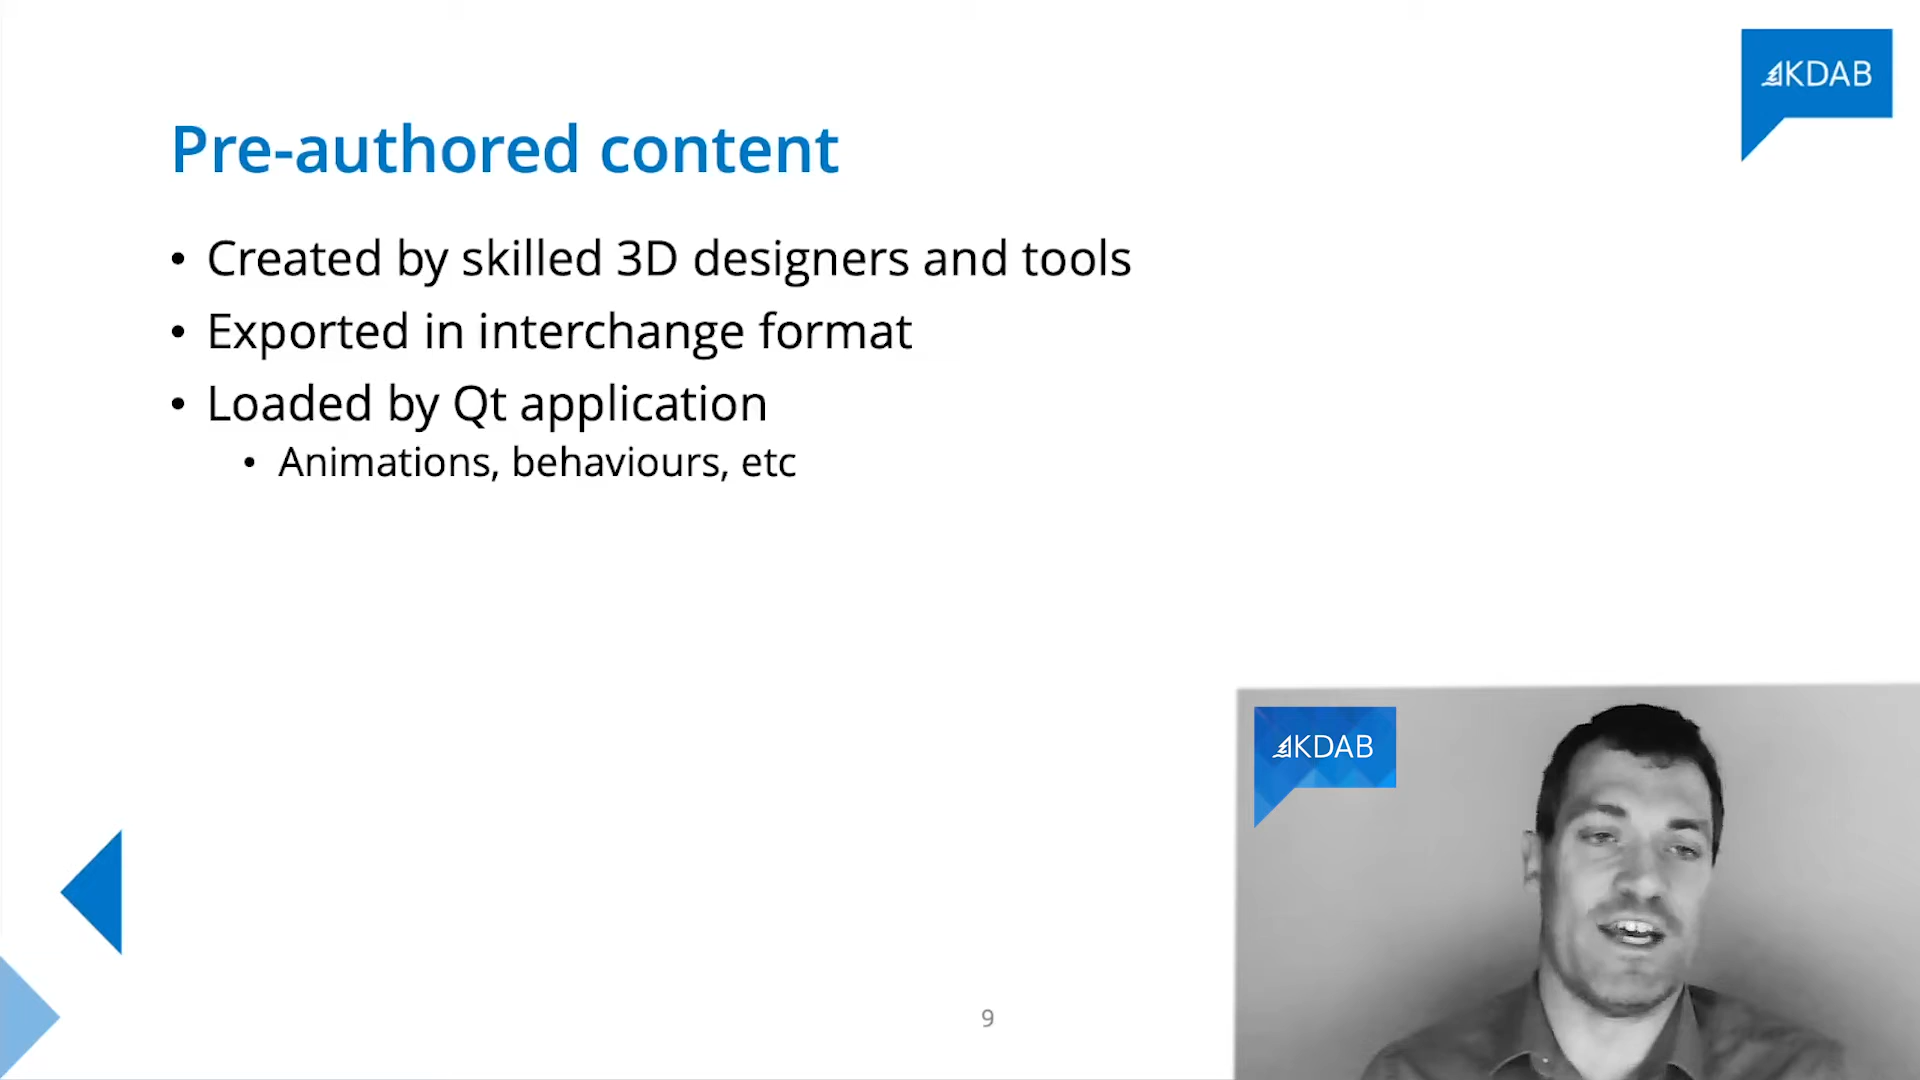 KDAB
Pre-authored content
• Created by skilled 3D designers and tools
• Exported in interchange format
• Loaded by Qt application
• Animations, behaviours, etc
KDAB
9